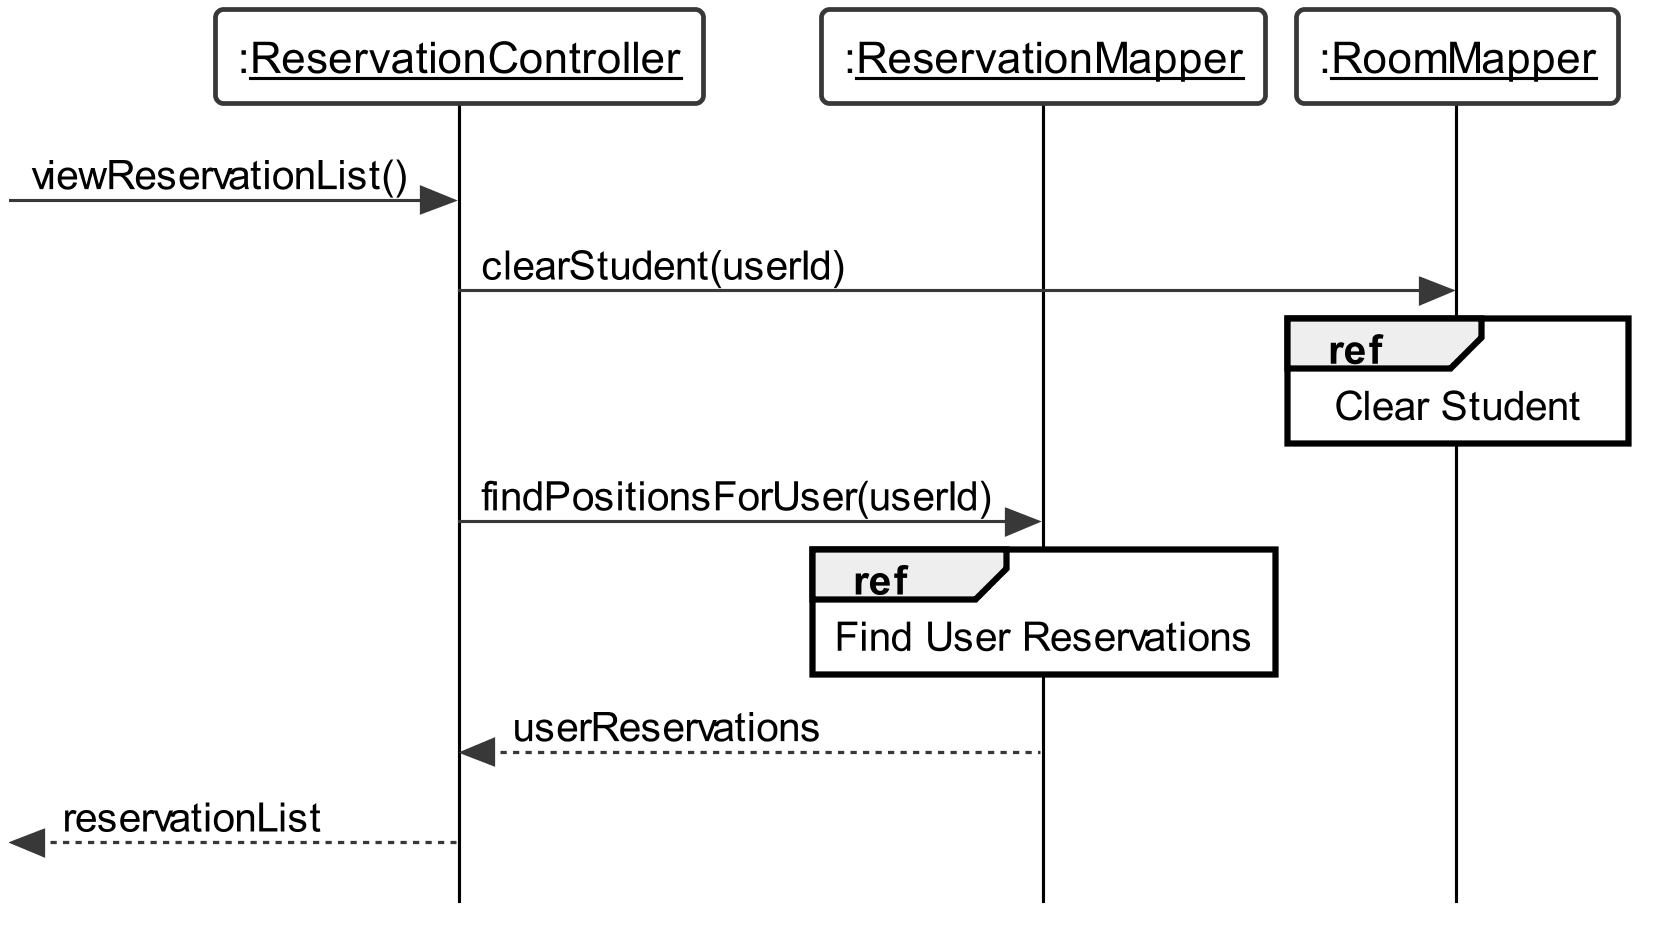 :ReservationController
:ReservationMapper
:RoomMapper
viewReservationList()
clearStudent(userId)
ref
Clear Student
findPositionsForUser(userId)
ref
Find User Reservations
userReservations
reservationList